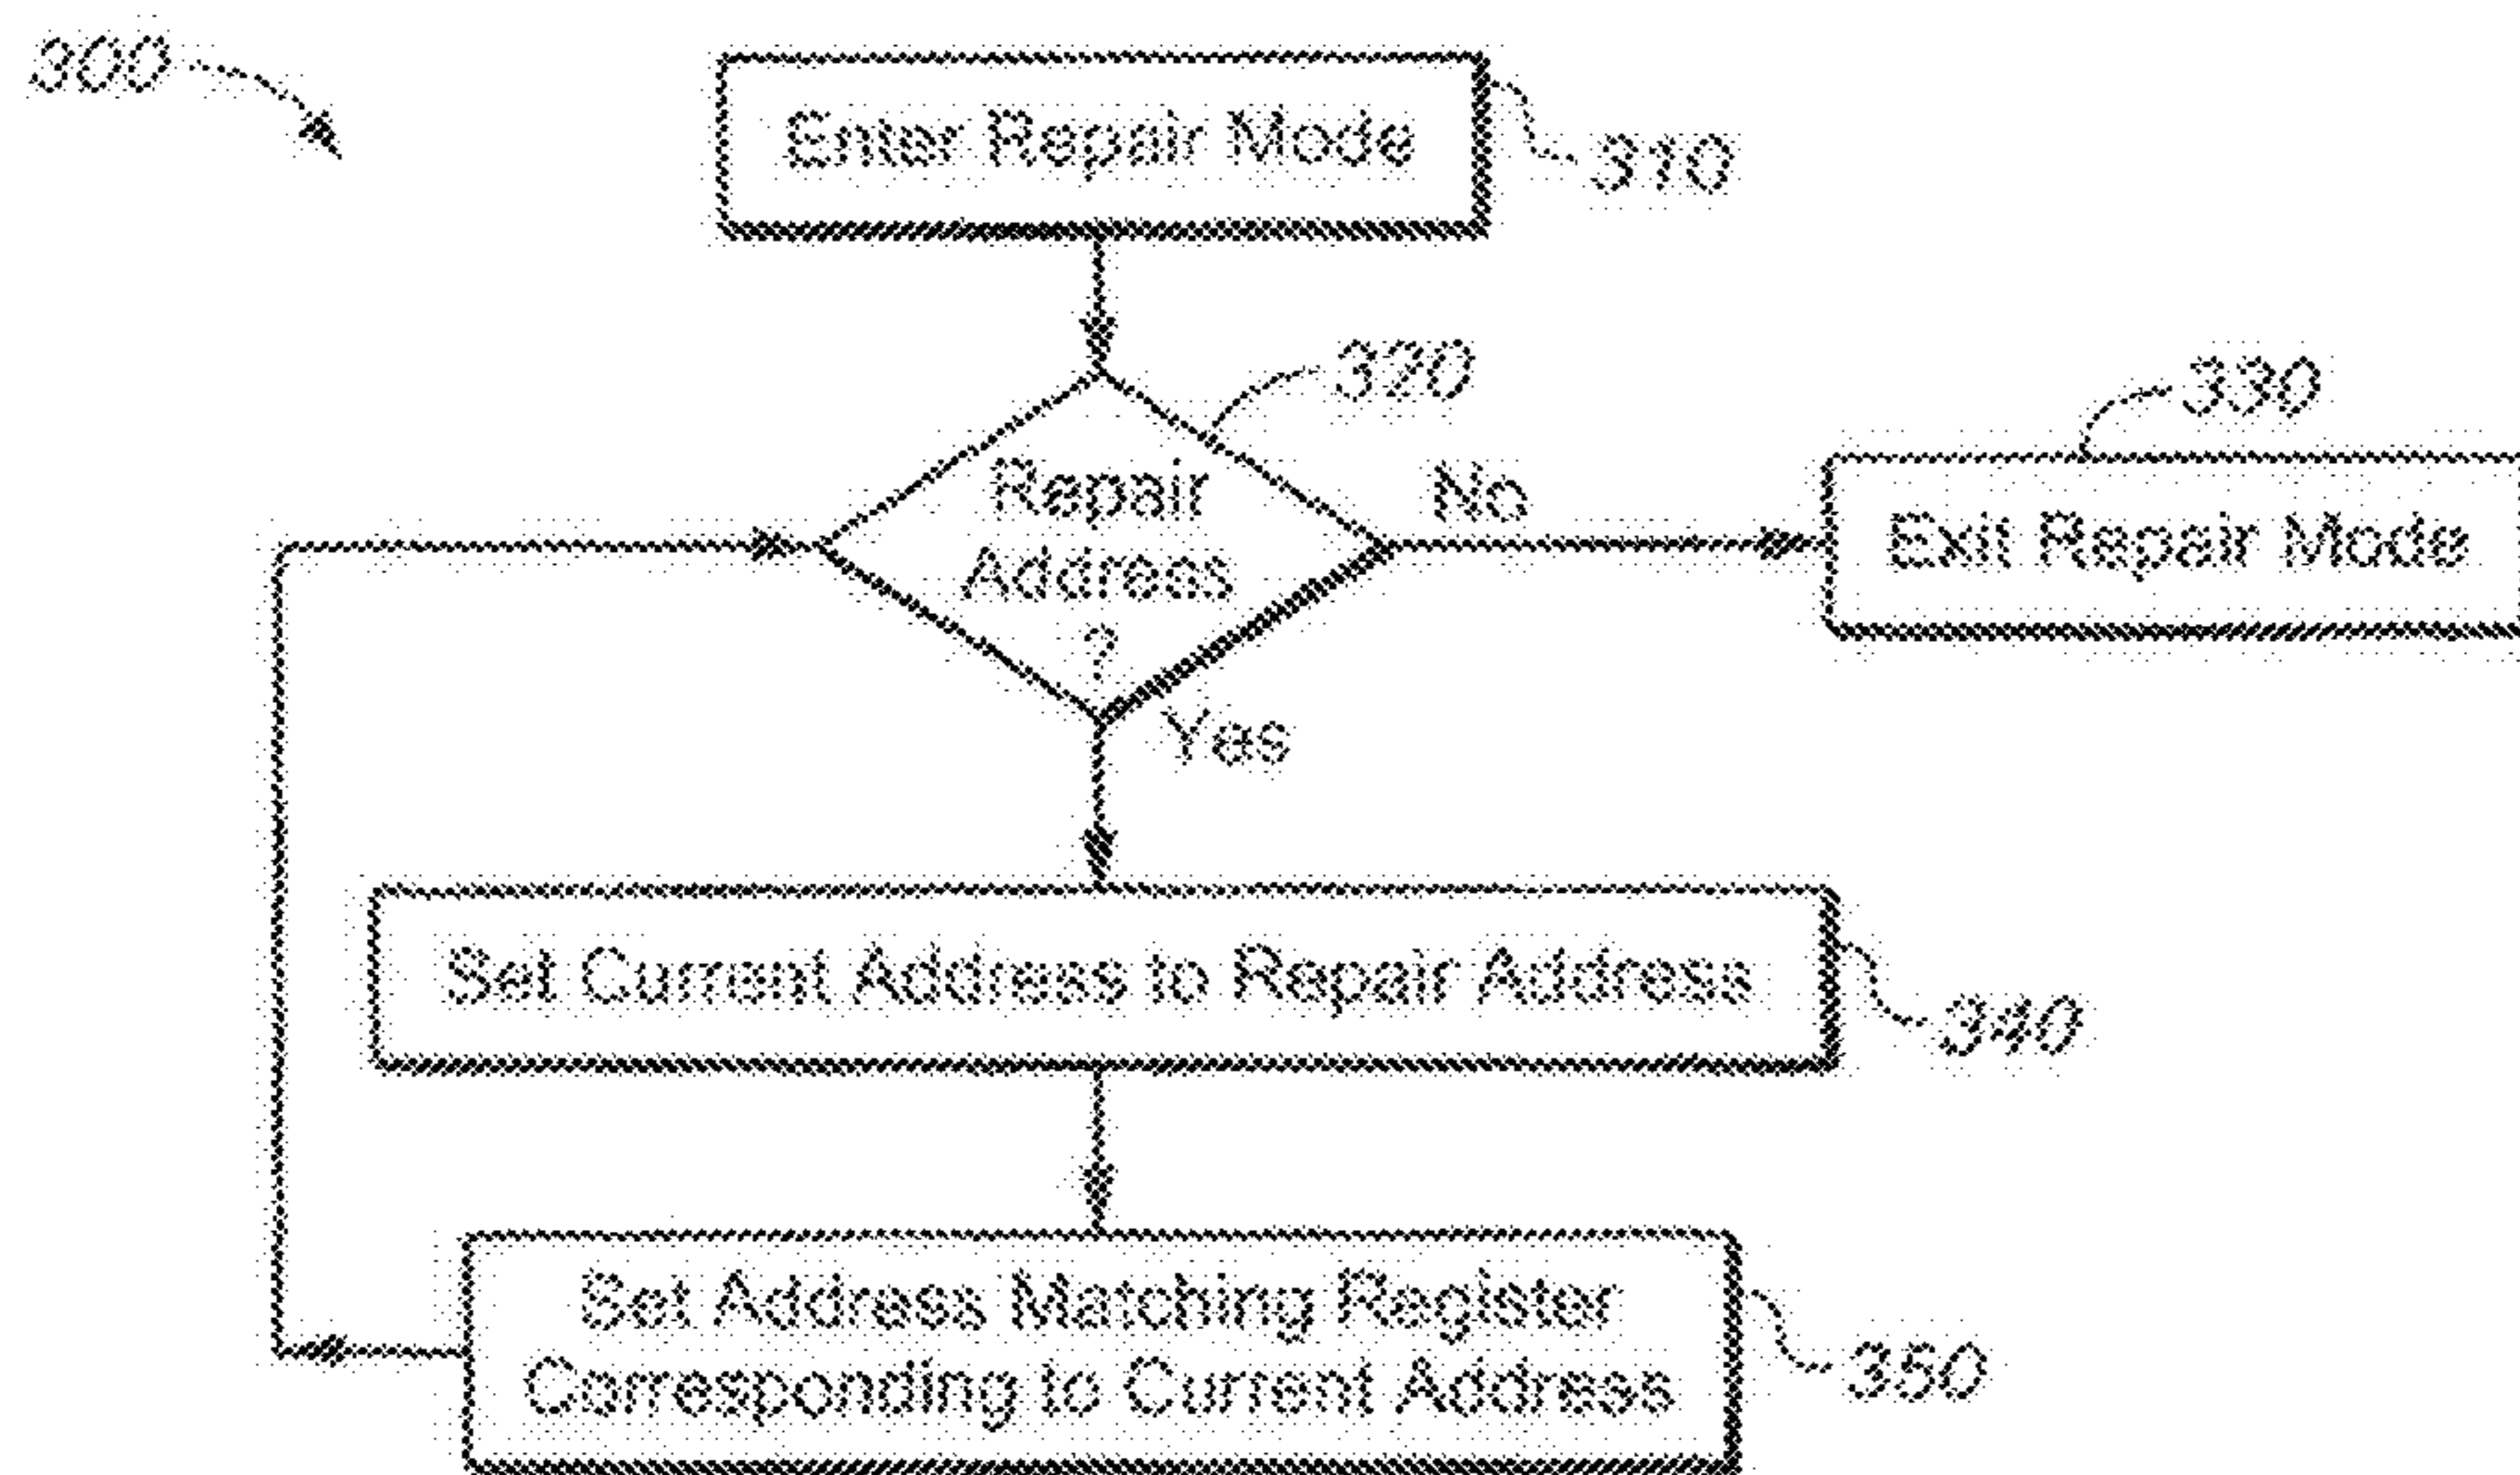 300
Enter Repair Mode
310
320
330
Repair
Address
?
No
Exit Repair Mode
Yes
Set Current Address to Repair Address
340
Set Address Matching Register
Corresponding to Current Address
350